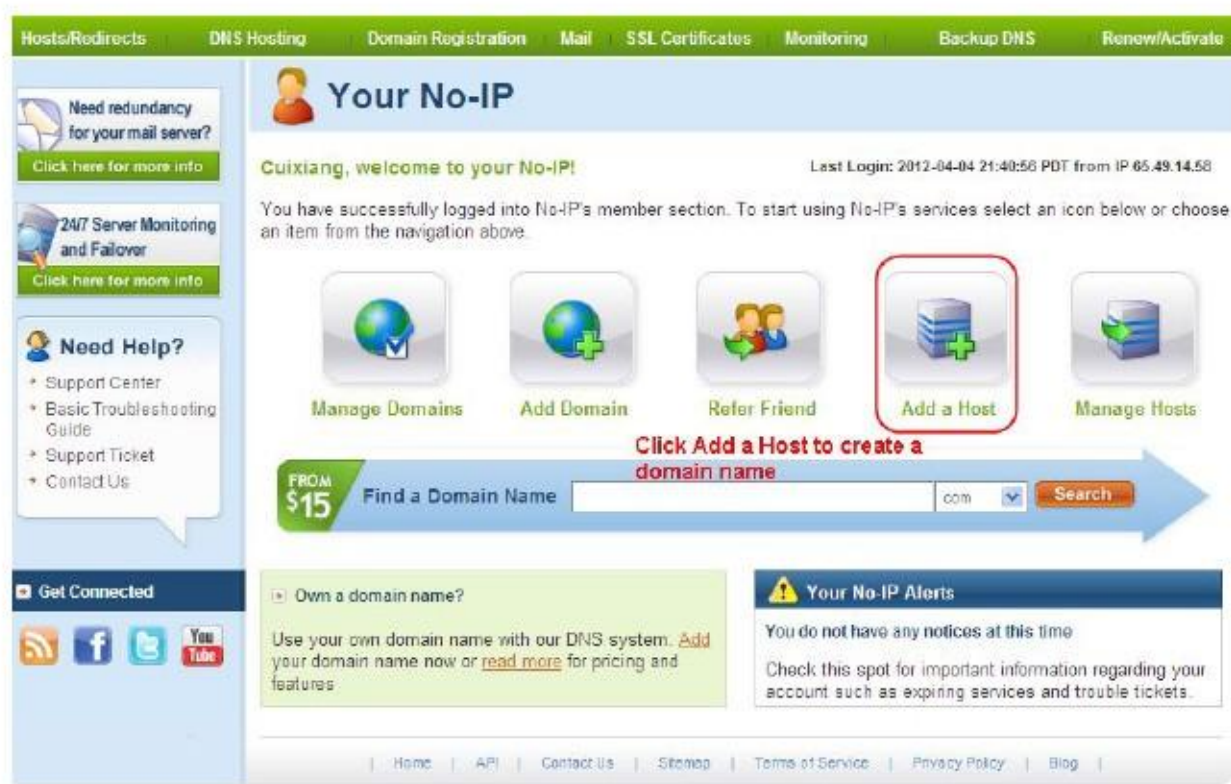 Hosts/Redirects DNS Hosting Domain Registration Mail SSL Certificates Monitoring Backup DNS Renew/Activate
Need redundancy
for your mail server?
Click here for more info
24/7 Server Monitoring
and Failover
Click here for more info
Need Help?
Support Center
Basic Troubleshooting
Guide
Support Ticket
Contact Us
Get Connected
You
Tube
Your No-IP
Cuixiang, welcome to your No-IP!
Last Login: 2012-04-04 21:40:56 PDT from IP 65.49.14.58
You have successfully logged into No-IP's member section. To start using No-IP's services select an icon below or choose
an item from the navigation above.
Manage Domains Add Domain Refer Friend Add a Host Manage Hosts
Click Add a Host to create a
domain name
FROM
$15
Find a Domain Name com Search
Own a domain name?
Use your own domain name with our DNS system. Add
your domain name now or read more for pricing and
features
Your No-IP Alerts
You do not have any notices at this time
Check this spot for important information regarding your
account such as expiring services and trouble tickets.
| Home | API | Contact Us | Sitemap | Terms of Service | Privacy Policy | Blog |